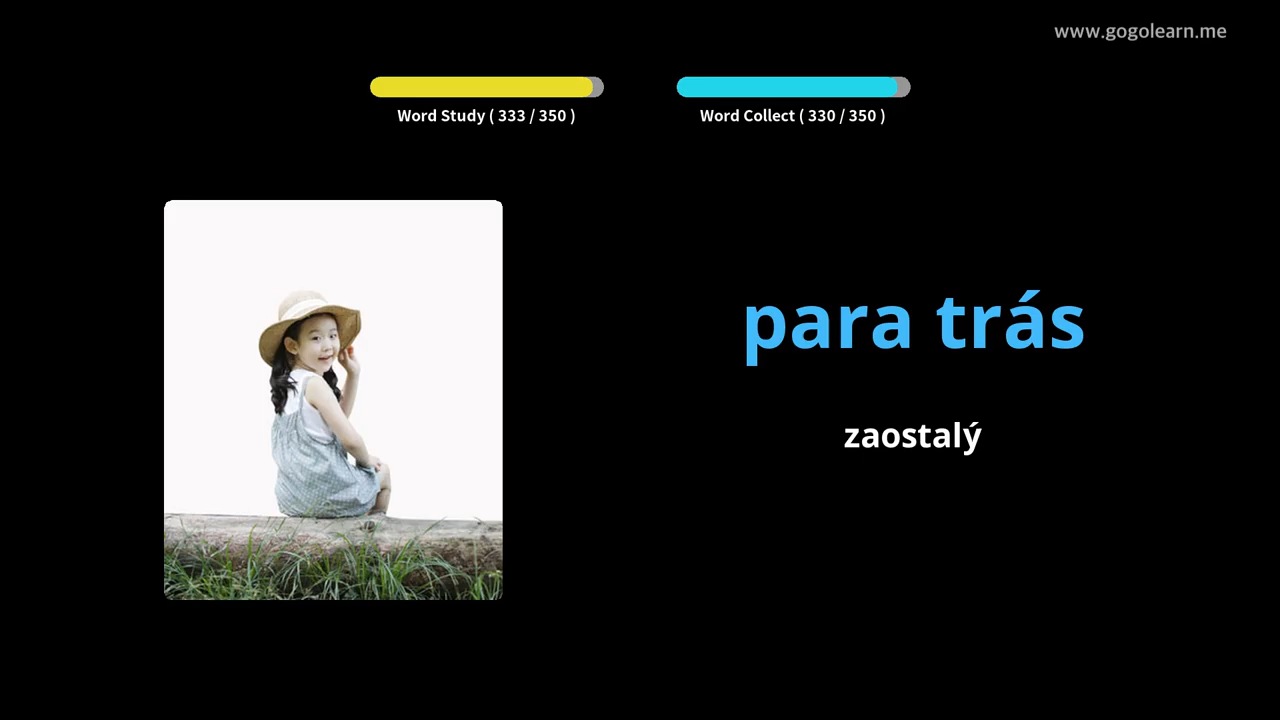 www.gogolearn.me
Word Study ( 333 / 350 )
Word Collect ( 330 / 350 )
para trás
zaostalý